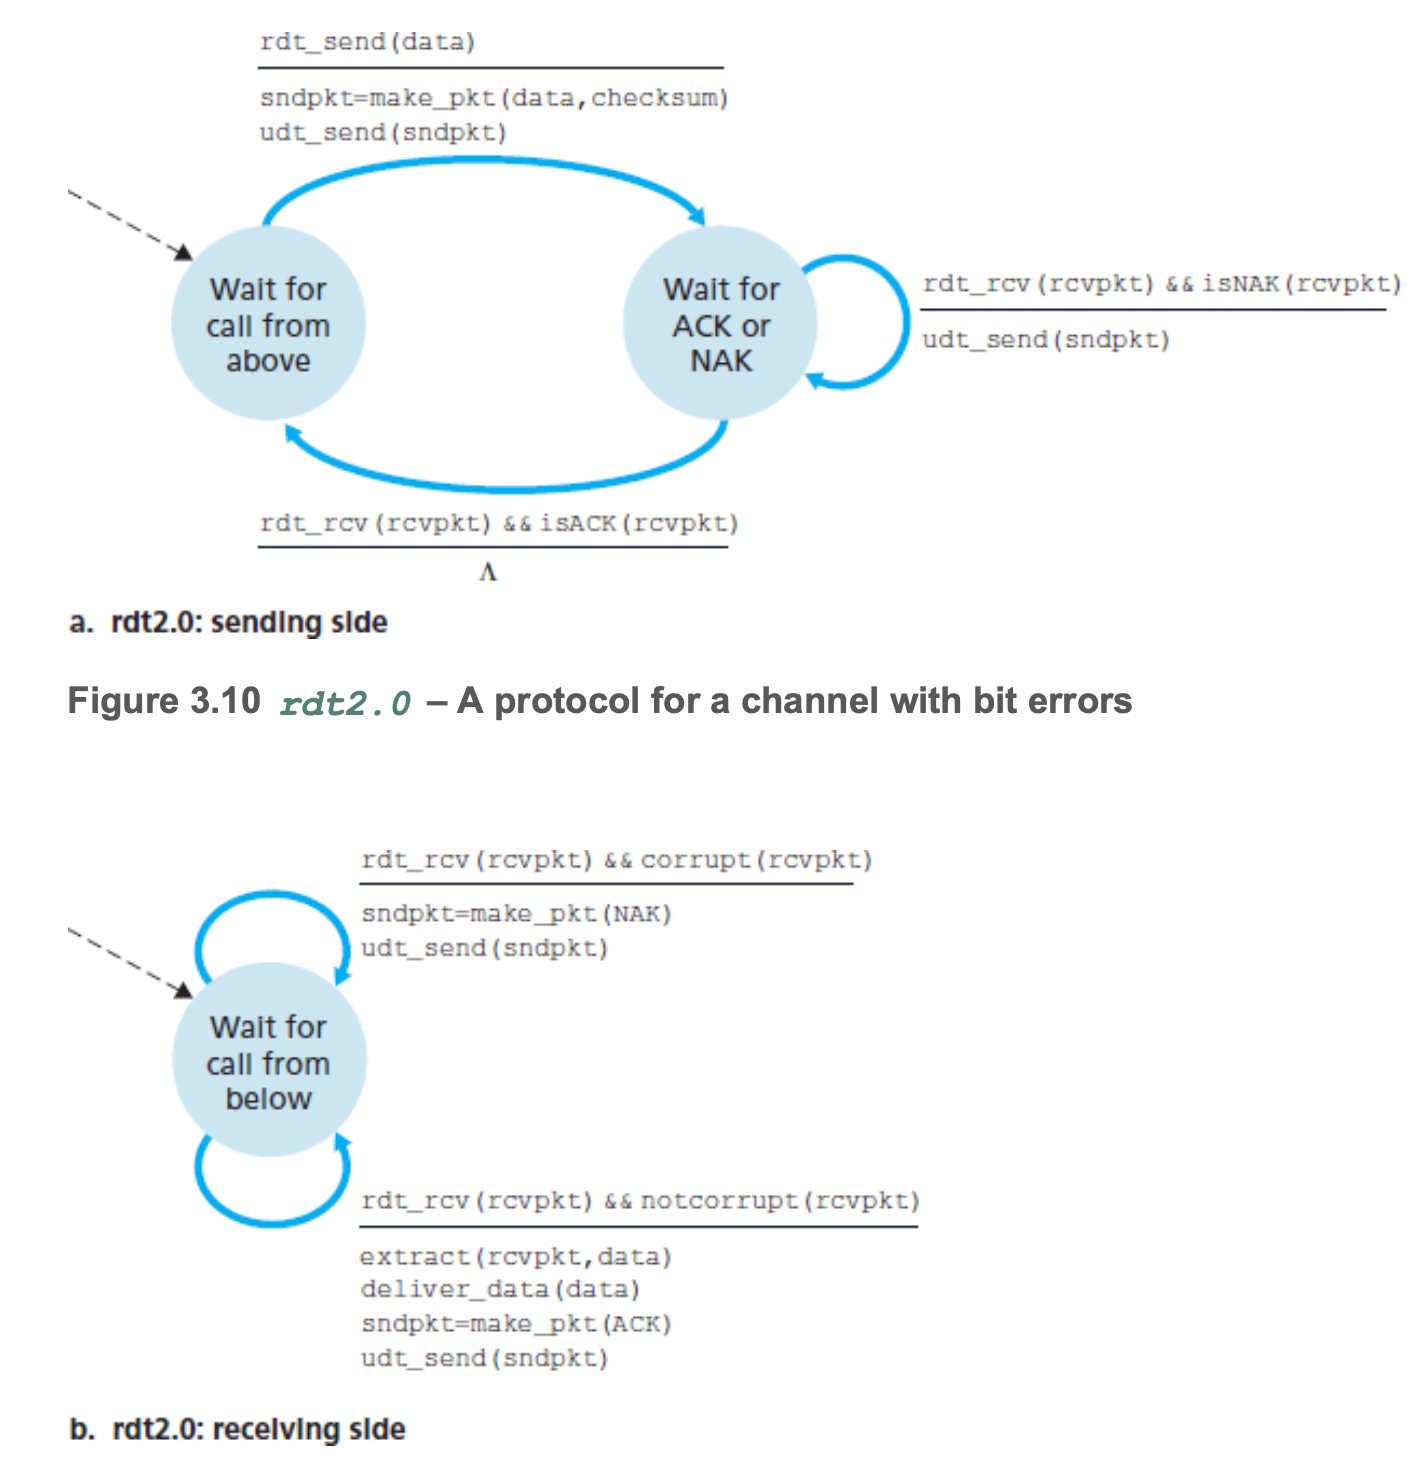 rdt_send(data)
sndpkt=make_pkt(data,checksum)
udt_send(sndpkt)
Wait for
call from
above
Wait for
ACK or
NAK
rdt_rcv(rcvpkt) && isNAK(rcvpkt)
udt_send(sndpkt)
rdt_rcv(rcvpkt) && isACK(rcvpkt)
Λ
a. rdt2.0: sending side
Figure 3.10 rdt2.0 – A protocol for a channel with bit errors
rdt_rcv(rcvpkt) && corrupt(rcvpkt)
sndpkt=make_pkt(NAK)
udt_send(sndpkt)
Wait for
call from
below
rdt_rcv(rcvpkt) && notcorrupt(rcvpkt)
extract(rcvpkt,data)
deliver_data(data)
sndpkt=make_pkt(ACK)
udt_send(sndpkt)
b. rdt2.0: receiving side